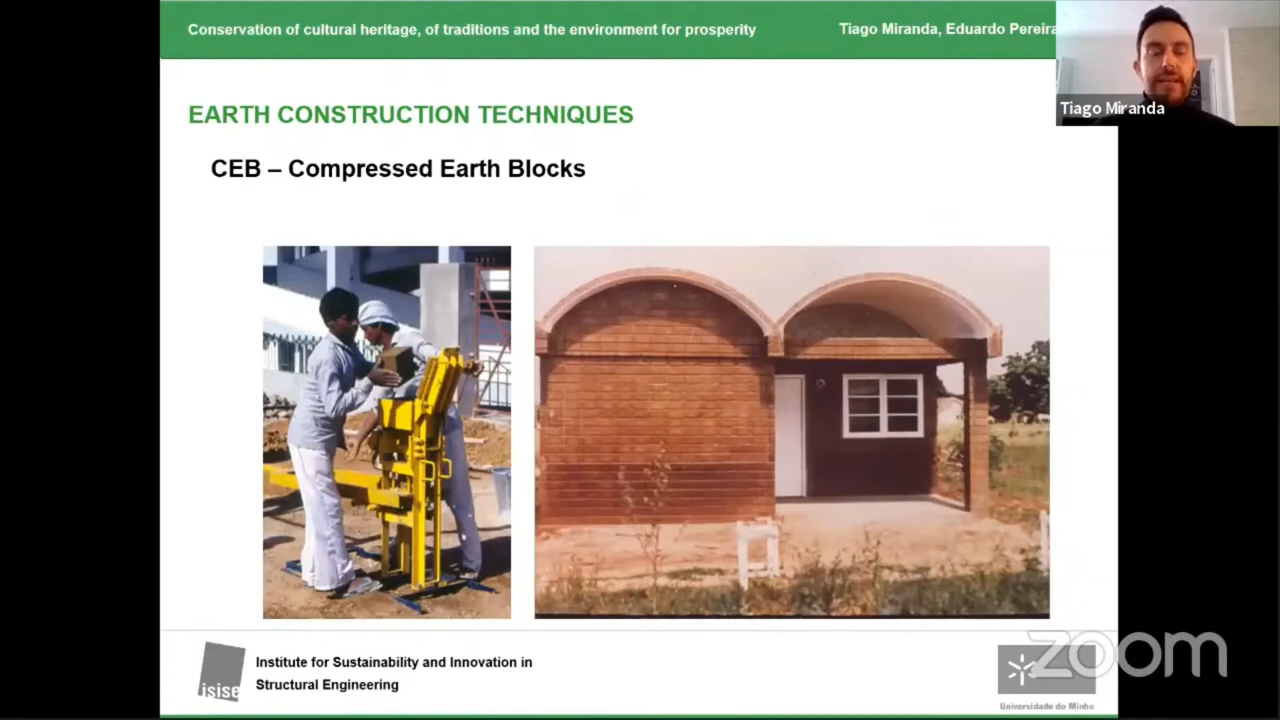 Conservation of cultural heritage, of traditions and the environment for prosperity
Tiago Miranda, Eduardo Pereira
Tiago Miranda
EARTH CONSTRUCTION TECHNIQUES
CEB – Compressed Earth Blocks
isise
Institute for Sustainability and Innovation in
Structural Engineering
zoom
Universidade do Minho